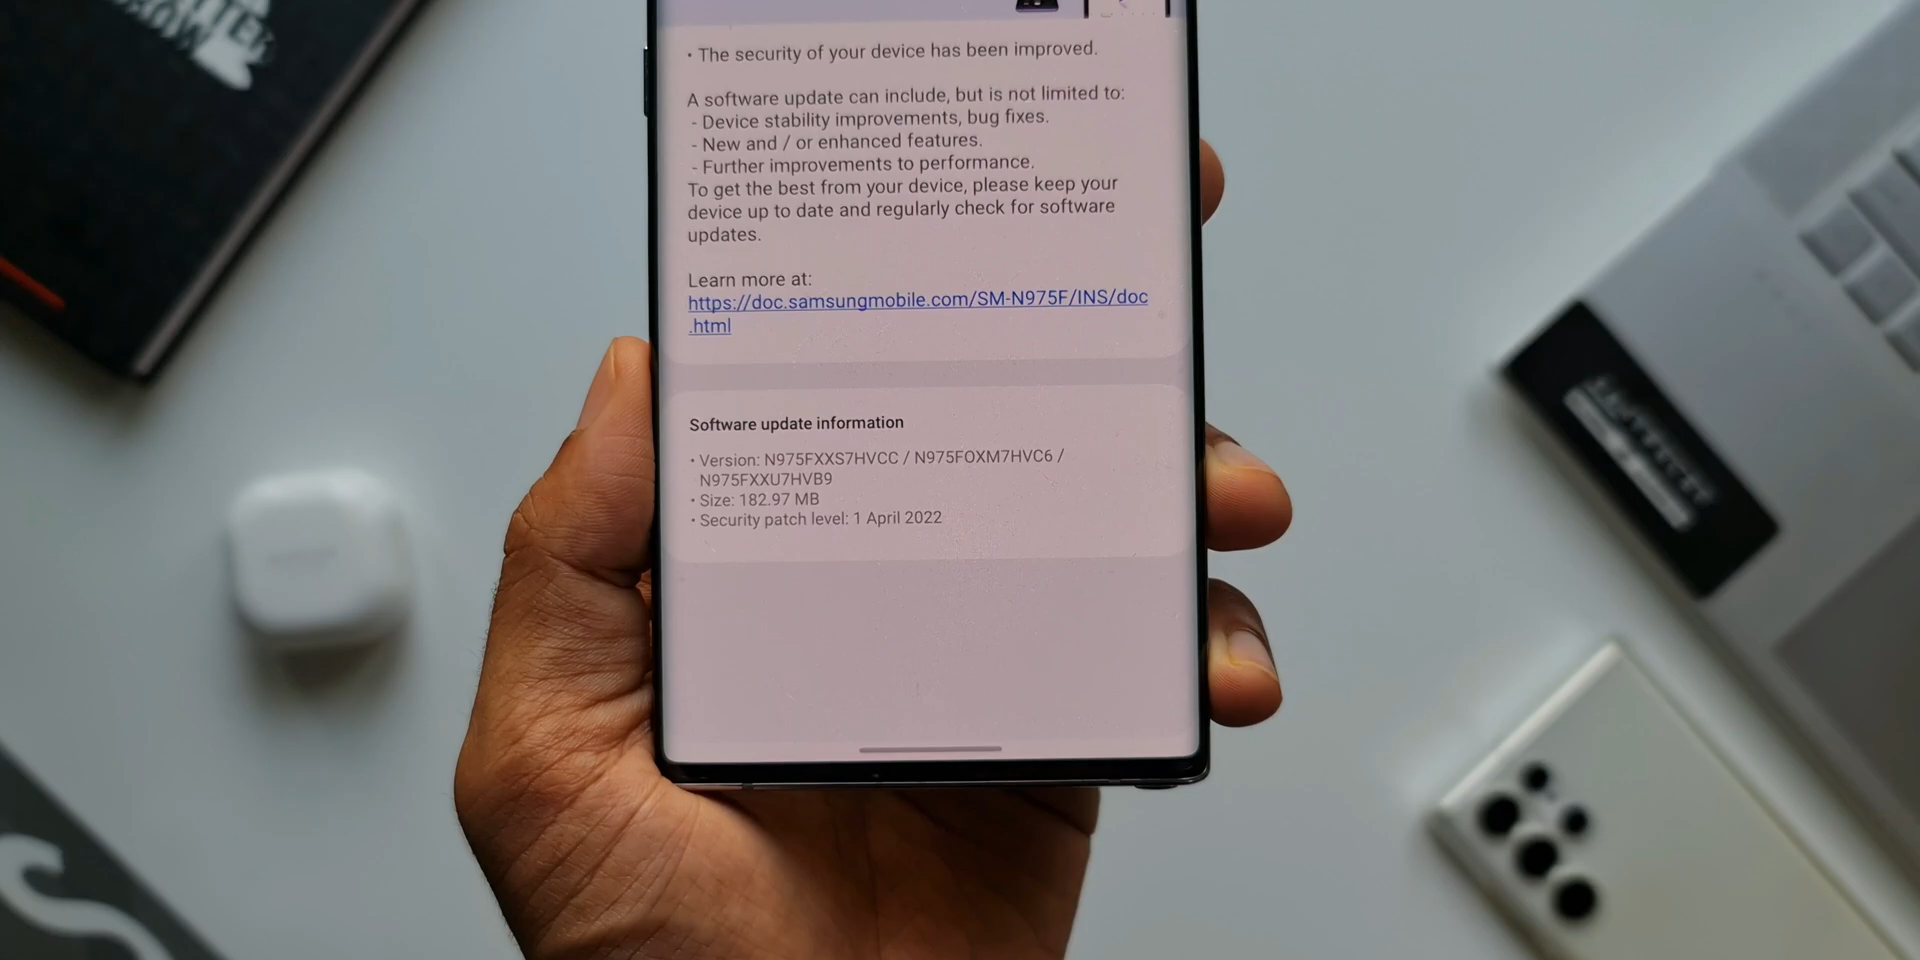 • The security of your device has been improved.
A software update can include, but is not limited to:
- Device stability improvements, bug fixes.
- New and / or enhanced features.
- Further improvements to performance.
To get the best from your device, please keep your
device up to date and regularly check for software
updates.
Learn more at:
https://doc.samsungmobile.com/SM-N975F/INS/doc
.html
Software update information
• Version: N975FXXS7HVCC / N975FOXM7HVC6 /
N975FXXU7HVB9
• Size: 182.97 MB
• Security patch level: 1 April 2022